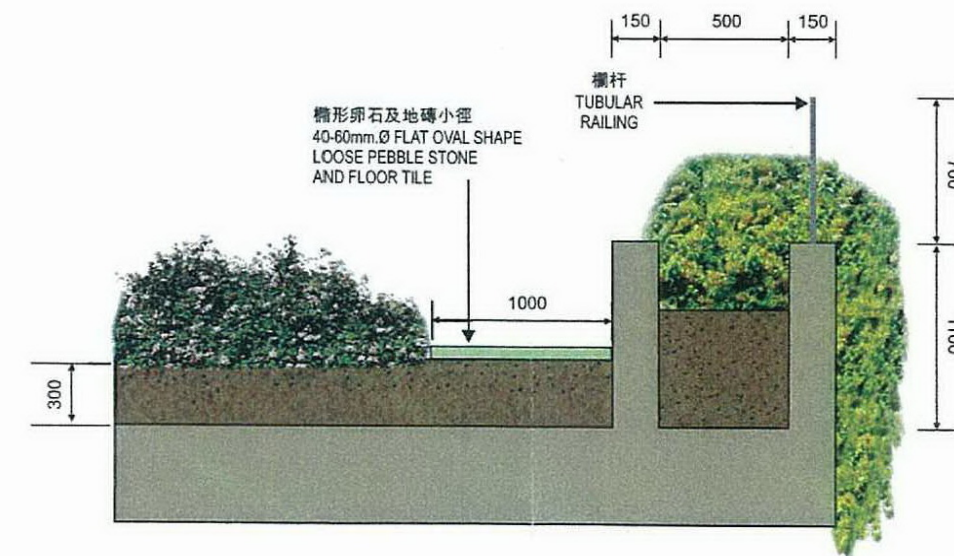 150
500
150
欄杆
TUBULAR
RAILING
橢形卵石及地磚小徑
40-60mm.Ø FLAT OVAL SHAPE
LOOSE PEBBLE STONE
AND FLOOR TILE
1000
300